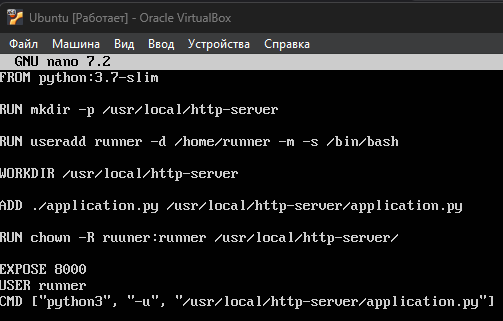 Ubuntu [Работает] - Oracle VirtualBox
Файл Машина Вид Ввод Устройства Справка
GNU nano 7.2
FROM python:3.7-slim
RUN mkdir -p /usr/local/http-server
RUN useradd runner -d /home/runner -m -s /bin/bash
WORKDIR /usr/local/http-server
ADD ./application.py /usr/local/http-server/application.py
RUN chown -R ruuner:runner /usr/local/http-server/
EXPOSE 8000
USER runner
CMD ["python3", "-u", "/usr/local/http-server/application.py"]